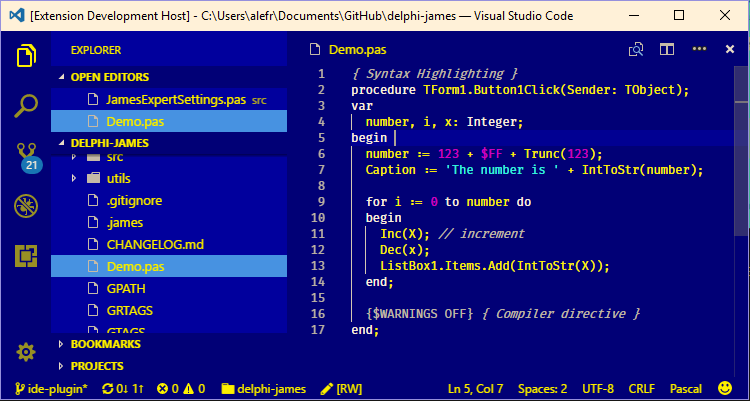 [Extension Development Host] - C:\Users\alefr\Documents\GitHub\delphi-james — Visual Studio Code
EXPLORER
OPEN EDITORS
JamesExpertSettings.pas src
Demo.pas
DELPHI-JAMES
src
utils
.gitignore
.james
CHANGELOG.md
Demo.pas
GPATH
GRTAGS
GTAGS
BOOKMARKS
PROJECTS
21
Demo.pas
1 { Syntax Highlighting }
2 procedure TForm1.Button1Click(Sender: TObject);
3 var
4 number, i, x: Integer;
5 begin
6 number := 123 + $FF + Trunc(123);
7 Caption := 'The number is ' + IntToStr(number);
8
9 for i := 0 to number do
10 begin
11 Inc(X); // increment
12 Dec(x);
13 ListBox1.Items.Add(IntToStr(X));
14 end;
15
16 {$WARNINGS OFF} { Compiler directive }
17 end;
ide-plugin* 0↓ 1↑ 0 0 delphi-james [RW] Ln 5, Col 7 Spaces: 2 UTF-8 CRLF Pascal